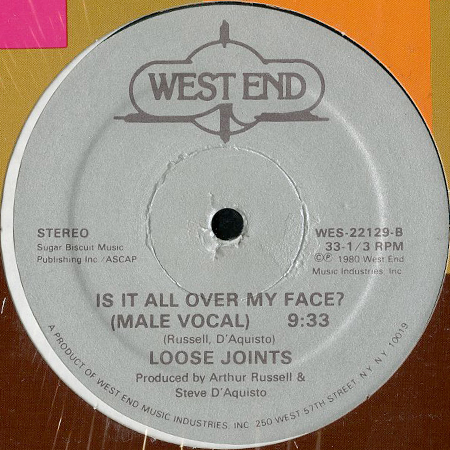 WEST END
STEREO
Sugar Biscuit Music
Publishing Inc./ASCAP
WES-22129-B
33-1/3 RPM
©℗ 1980 West End
Music Industries, Inc.
IS IT ALL OVER MY FACE?
(MALE VOCAL) 9:33
(Russell, D'Aquisto)
LOOSE JOINTS
Produced by Arthur Russell &
Steve D'Aquisto
A PRODUCT OF WEST END MUSIC INDUSTRIES, INC. 250 WEST 57TH STREET, N.Y. N.Y. 10019